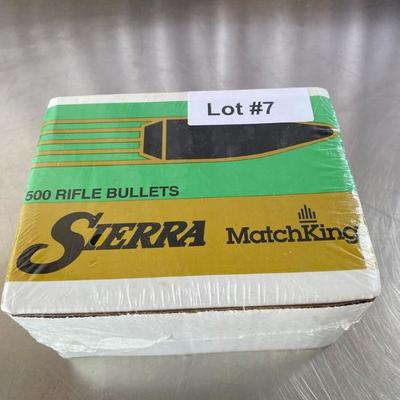 Lot #7
500 RIFLE BULLETS
SIERRA MatchKing